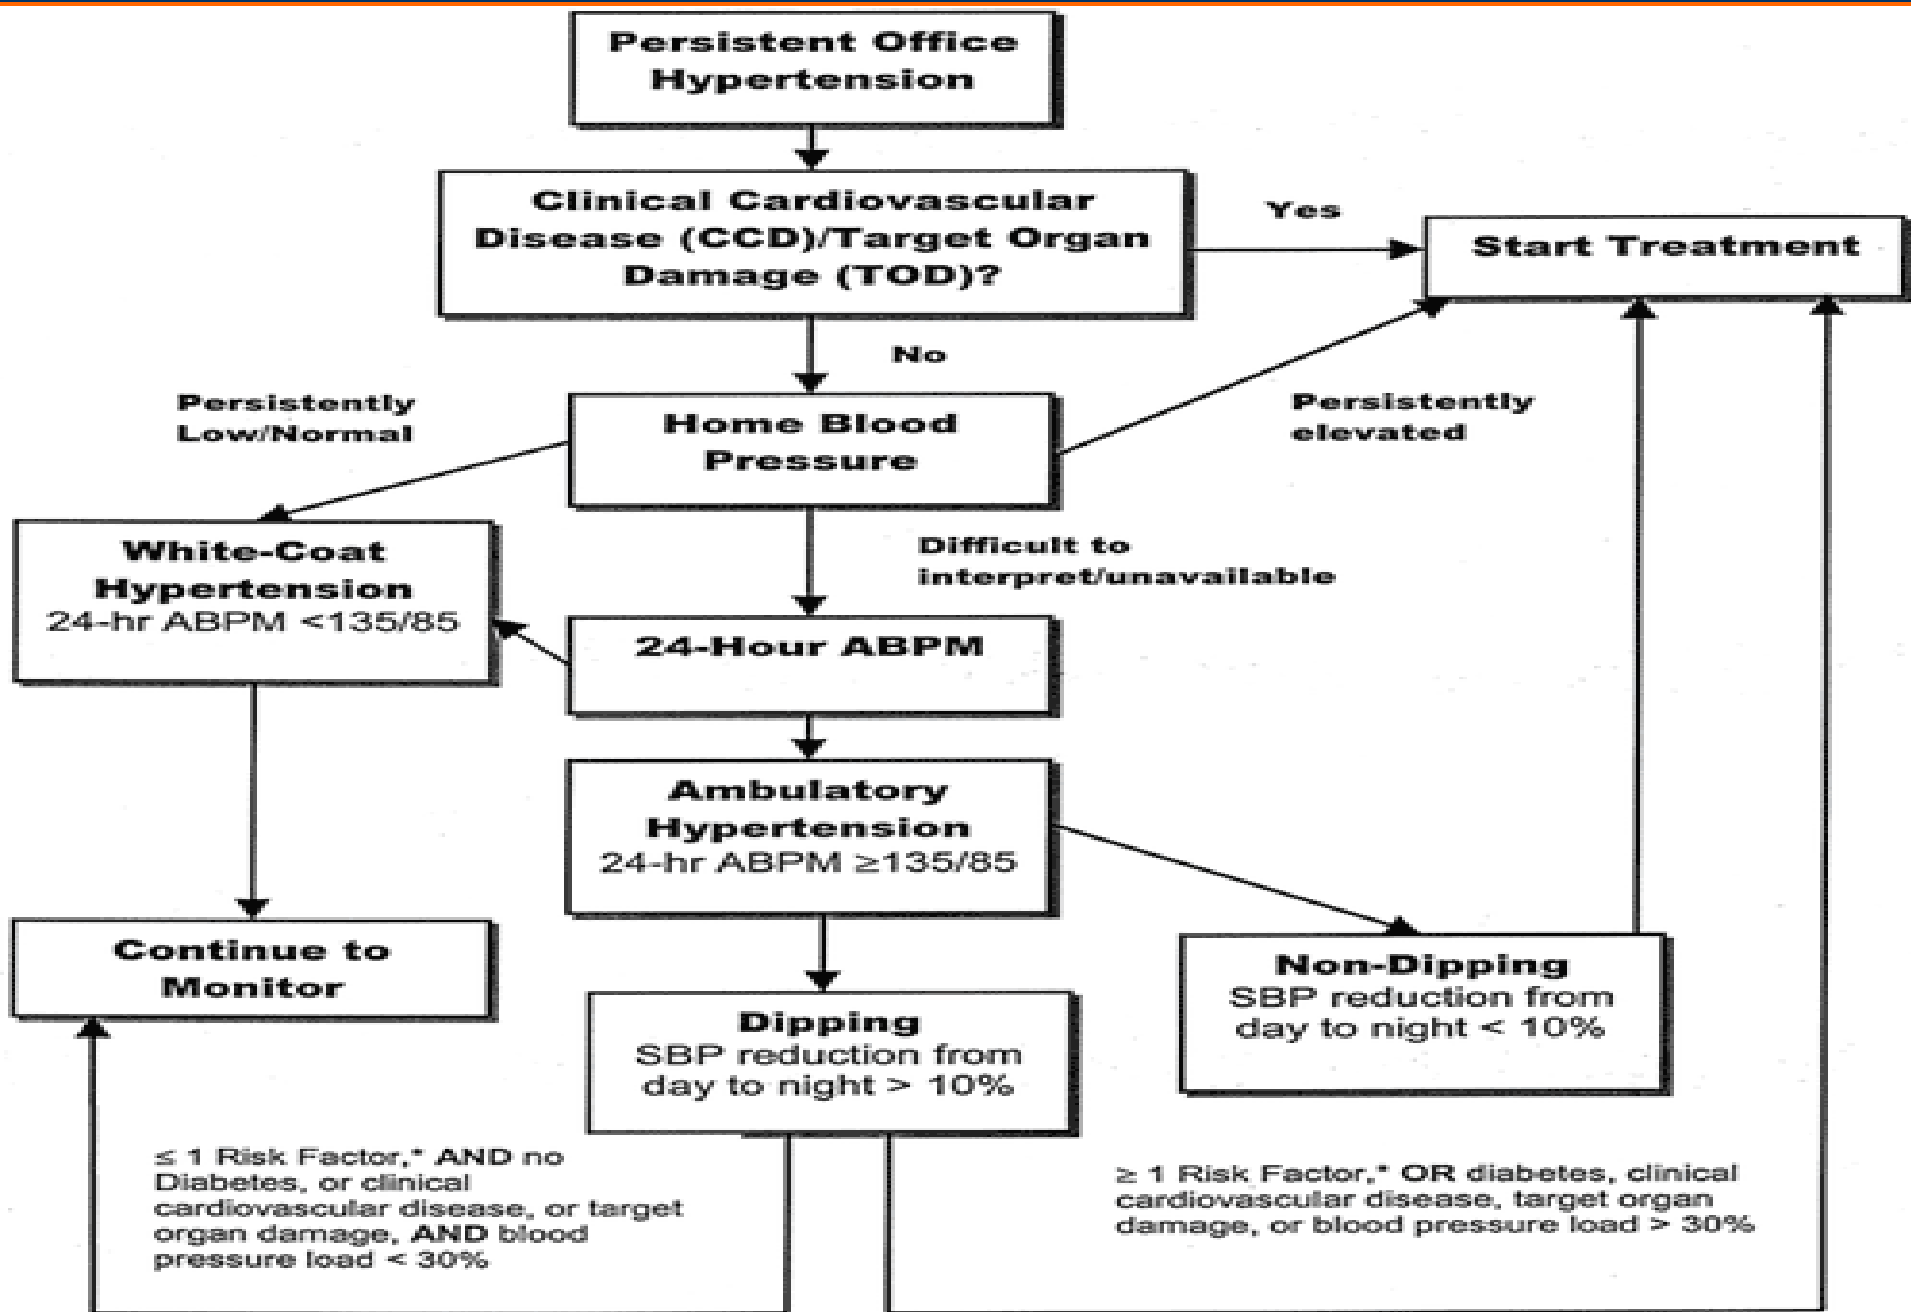 Persistent Office
Hypertension
Clinical Cardiovascular
Disease (CCD)/Target Organ
Damage (TOD)?
Yes
Start Treatment
No
Persistently
Low/Normal
Home Blood
Pressure
Persistently
elevated
White-Coat
Hypertension
24-hr ABPM <135/85
Difficult to
interpret/unavailable
24-Hour ABPM
Ambulatory
Hypertension
24-hr ABPM ≥135/85
Continue to
Monitor
Non-Dipping
SBP reduction from
day to night < 10%
Dipping
SBP reduction from
day to night > 10%
≤ 1 Risk Factor,* AND no
Diabetes, or clinical
cardiovascular disease, or target
organ damage, AND blood
pressure load < 30%
≥ 1 Risk Factor,* OR diabetes, clinical
cardiovascular disease, target organ
damage, or blood pressure load > 30%